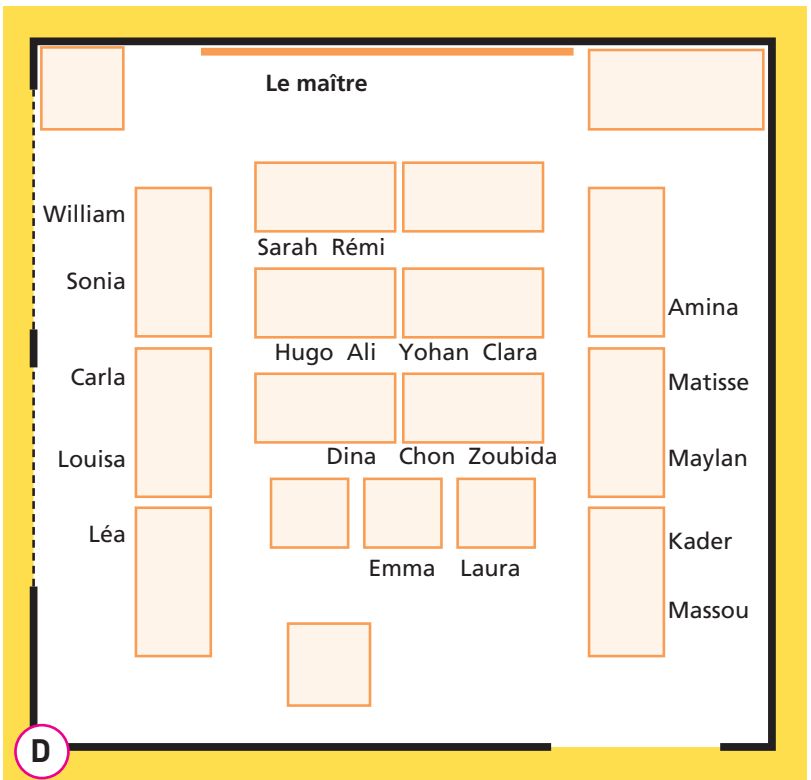 Le maître
William
Sonia
Carla
Louisa
Léa
Sarah Rémi
Hugo Ali Yohan Clara
Dina Chon Zoubida
Emma Laura
Amina
Matisse
Maylan
Kader
Massou
D